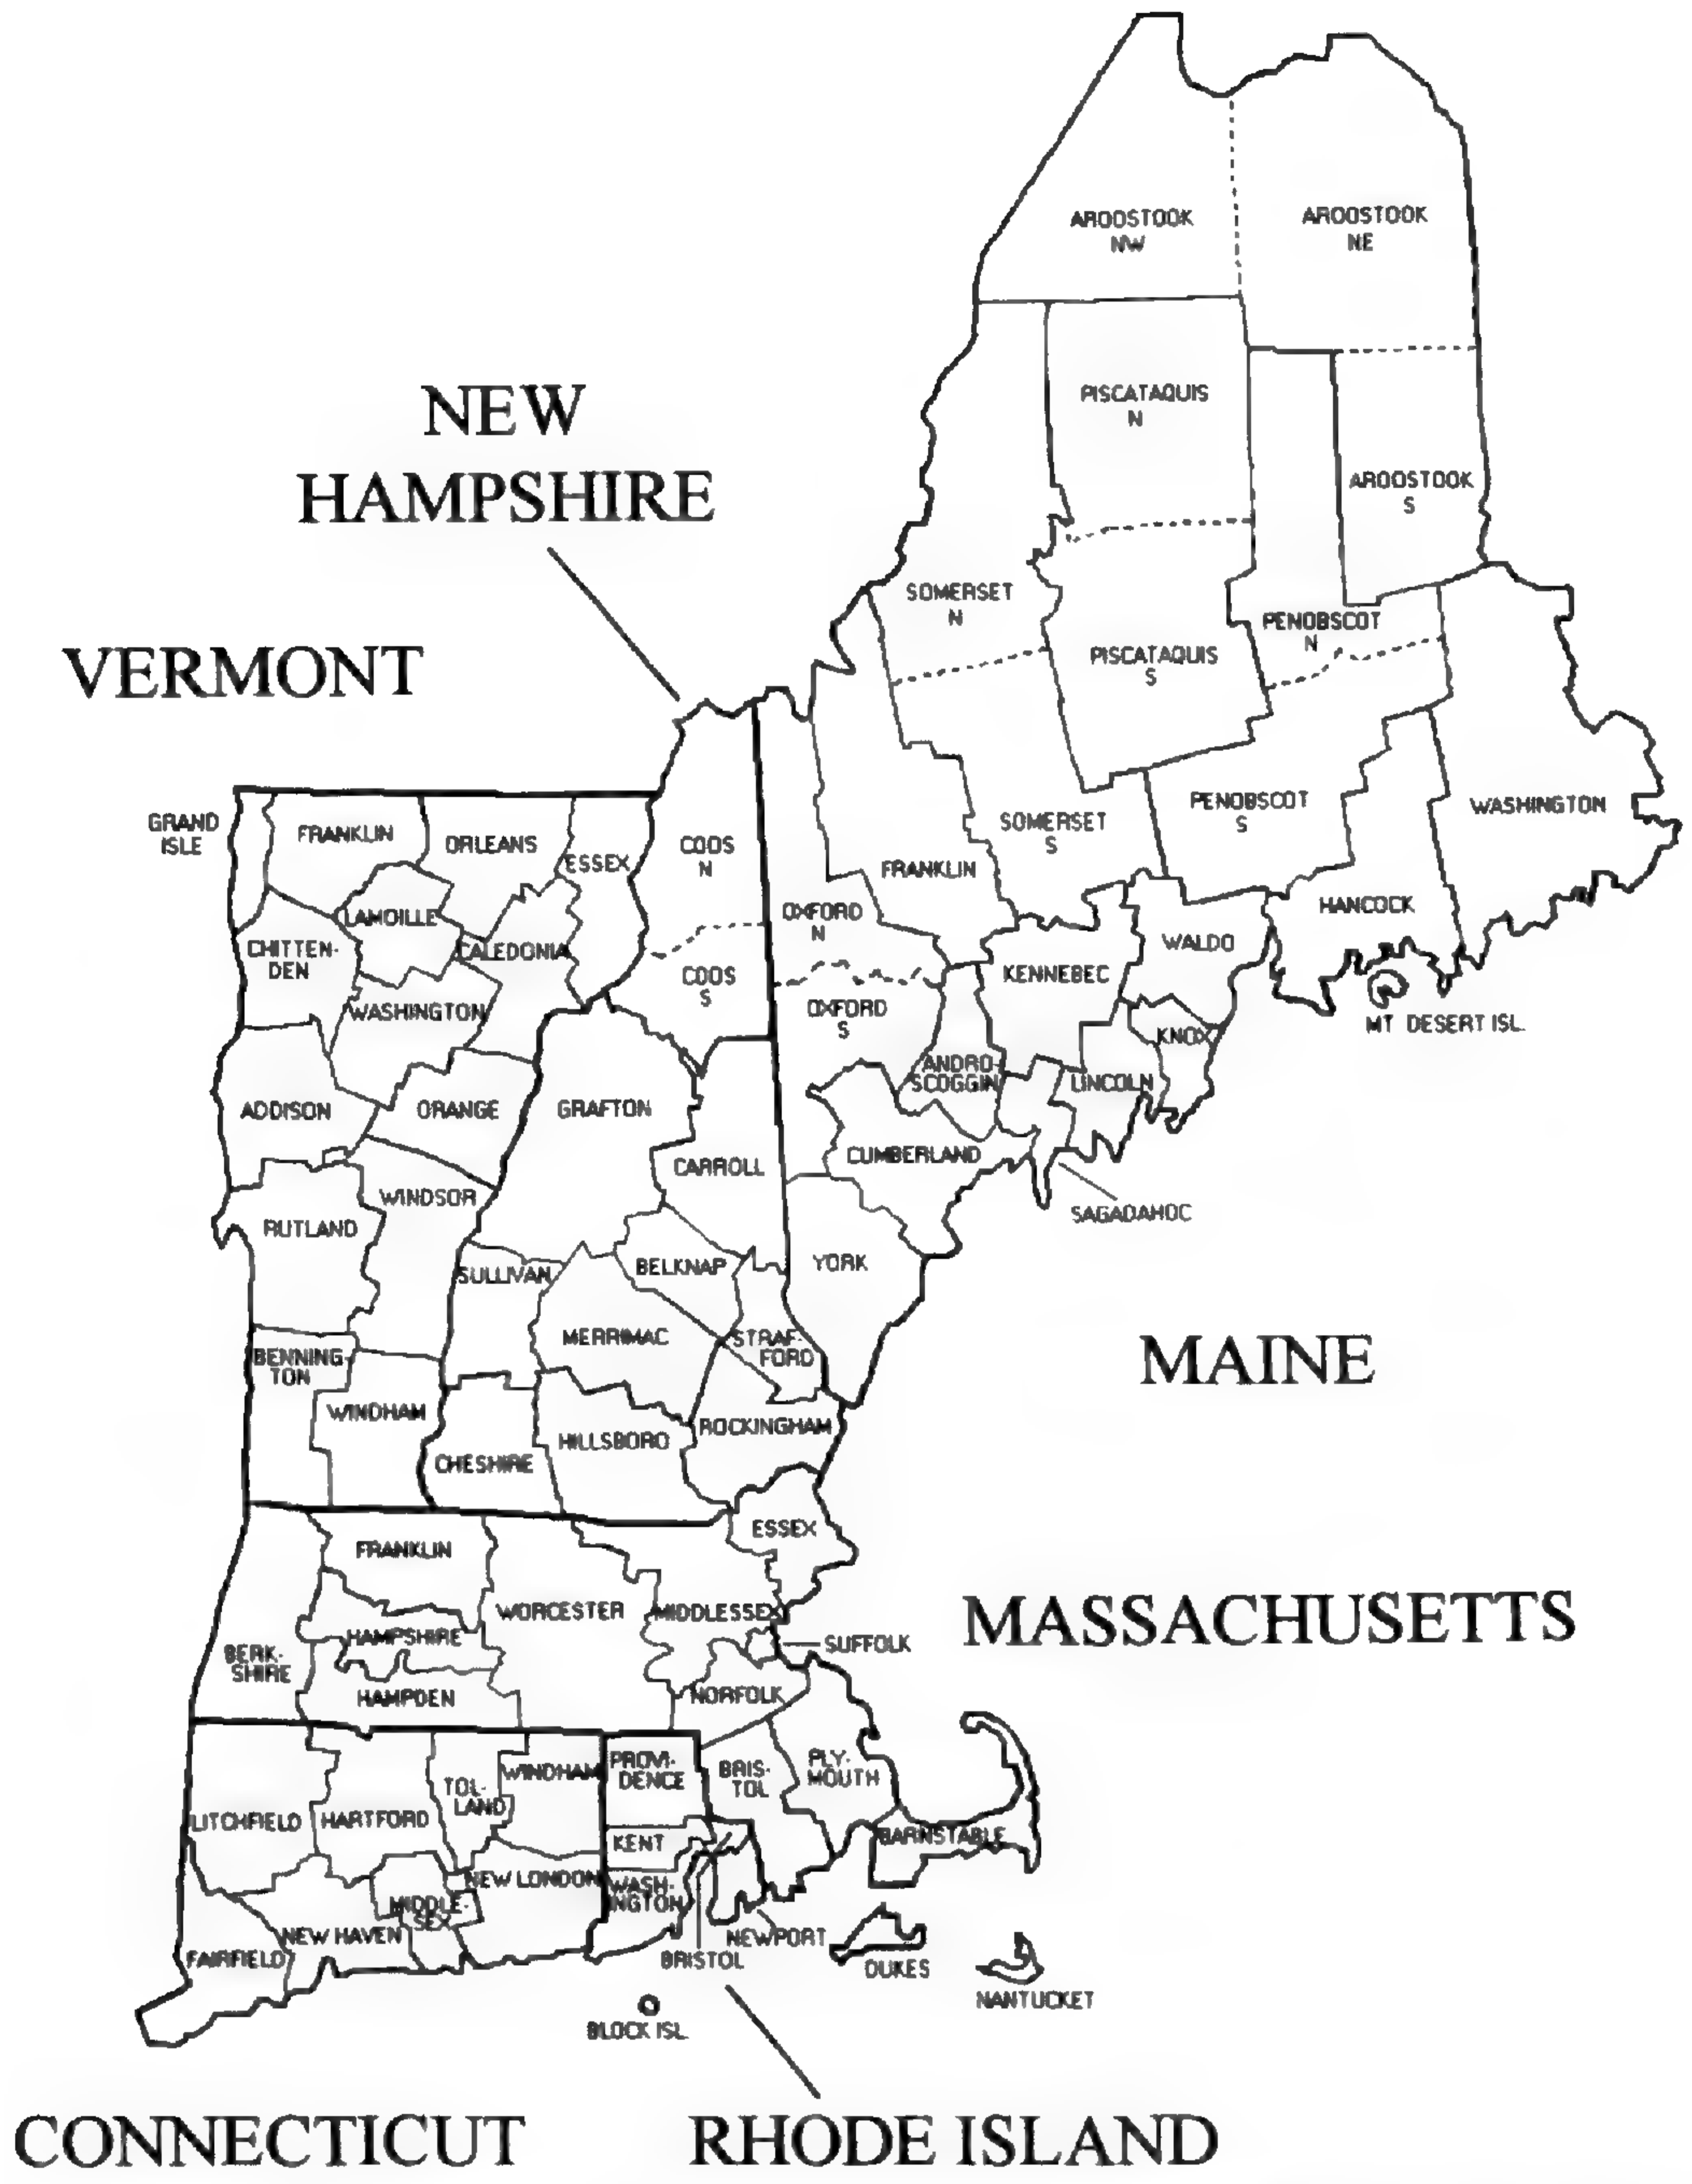 AROOSTOOK
NW
AROOSTOOK
NE
PISCATAQUIS
N
NEW
HAMPSHIRE
AROOSTOOK
S
SOMERSET
N
PENOBSCOT
N
VERMONT
PISCATAQUIS
S
GRAND
ISLE
FRANKLIN
ORLEANS
ESSEX
COOS
N
SOMERSET
S
PENOBSCOT
S
WASHINGTON
FRANKLIN
LAMOILLE
OXFORD
N
HANCOCK
CHITTEN-
DEN
CALEDONIA
WALDO
COOS
S
KENNEBEC
WASHINGTON
OXFORD
S
MT DESERT ISL.
KNOX
ANDRO-
SCOGGIN
LINCOLN
ADDISON
ORANGE
GRAFTON
CUMBERLAND
CARROLL
WINDSOR
SAGADAHOC
RUTLAND
SULLIVAN
BELKNAP
YORK
MERRIMAC
STRAF-
FORD
MAINE
BENNING-
TON
WINDHAM
ROCKINGHAM
HILLSBORO
CHESHIRE
ESSEX
FRANKLIN
WORCESTER
MIDDLESSEX
MASSACHUSETTS
HAMPSHIRE
SUFFOLK
BERK-
SHIRE
HAMPDEN
NORFOLK
PROVI-
DENCE
WINDHAM
BRIS-
TOL
PLY-
MOUTH
TOL-
LAND
LITCHFIELD
HARTFORD
KENT
BARNSTABLE
NEW LONDON
WASH-
INGTON
MIDDLE-
SEX
NEW HAVEN
NEWPORT
FAIRFIELD
BRISTOL
DUKES
NANTUCKET
BLOCK ISL.
CONNECTICUT
RHODE ISLAND